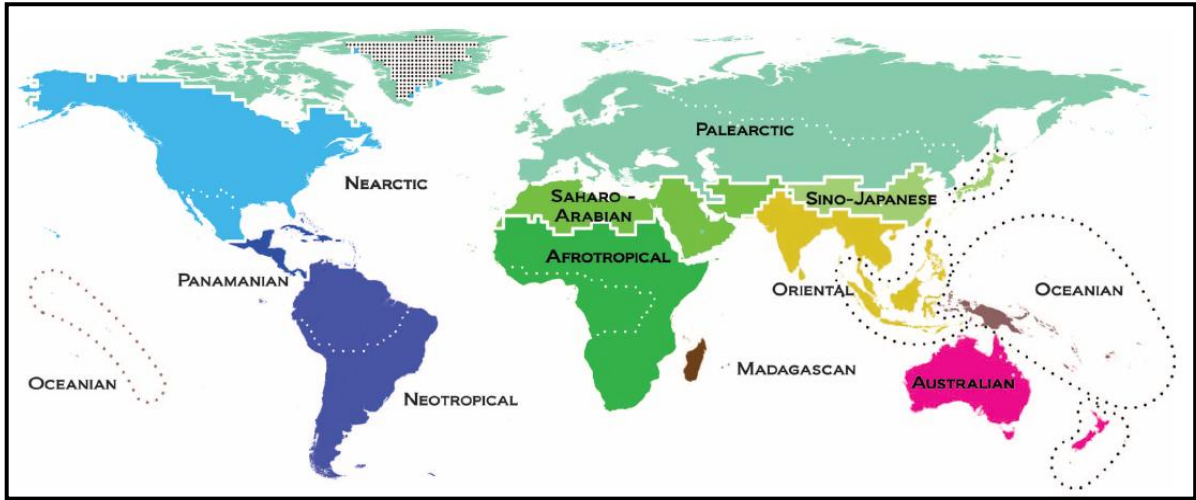 PALEARCTIC
NEARCTIC
SAHARO -
ARABIAN
SINO-JAPANESE
AFROTROPICAL
PANAMANIAN
ORIENTAL
OCEANIAN
MADAGASCAN
OCEANIAN
NEOTROPICAL
AUSTRALIAN